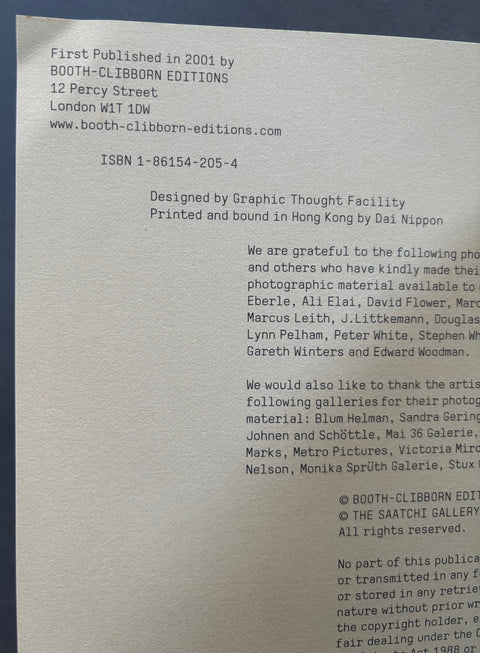 First Published in 2001 by
BOOTH-CLIBBORN EDITIONS
12 Percy Street
London W1T 1DW
www.booth-clibborn-editions.com
ISBN 1-86154-205-4
Designed by Graphic Thought Facility
Printed and bound in Hong Kong by Dai Nippon
We are grateful to the following pho
and others who have kindly made thei
photographic material available to
Eberle, Ali Elai, David Flower, Marc
Marcus Leith, J.Littkemann, Douglas
Lynn Pelham, Peter White, Stephen Wh
Gareth Winters and Edward Woodman.
We would also like to thank the artis
following galleries for their photog
material: Blum Helman, Sandra Gering
Johnen and Schöttle, Mai 36 Galerie,
Marks, Metro Pictures, Victoria Miro
Nelson, Monika Sprüth Galerie, Stux
© BOOTH-CLIBBORN EDIT
© THE SAATCHI GALLERY
All rights reserved.
No part of this publica
or transmitted in any f
or stored in any retrie
nature without prior wr
the copyright holder, e
fair dealing under the C
Act 1988 or